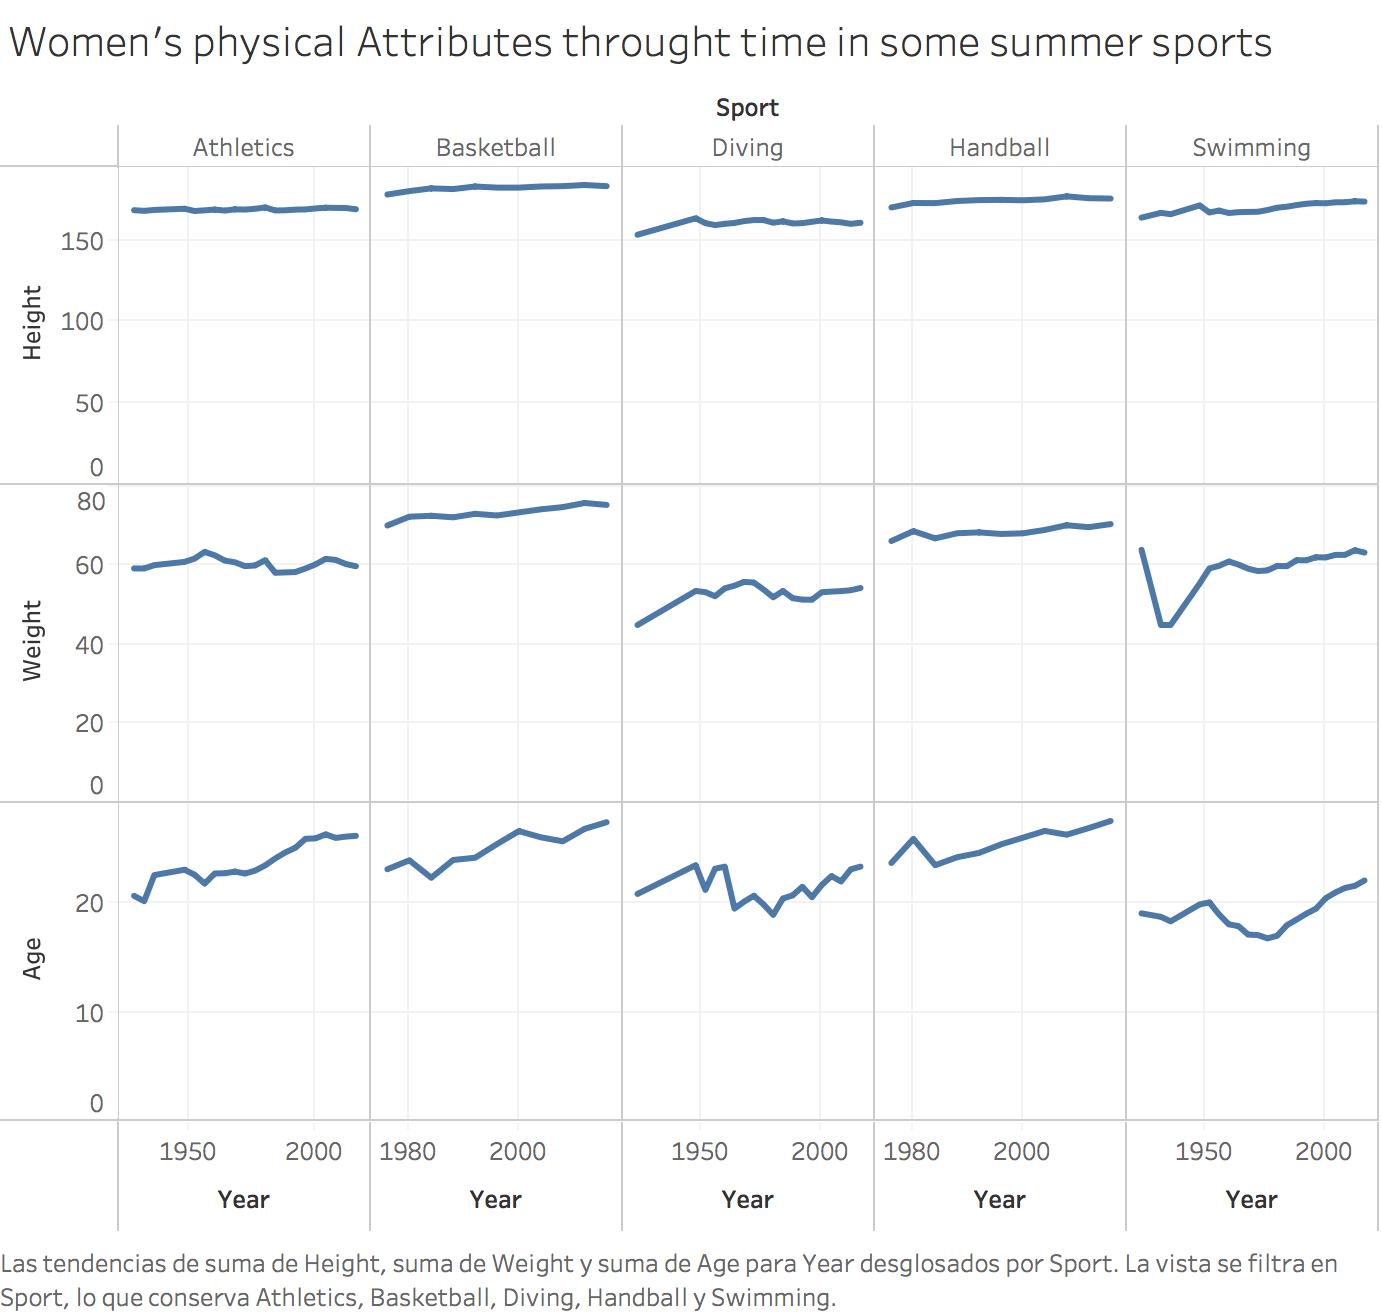 Women's physical Attributes throught time in some summer sports
Sport
Athletics Basketball Diving Handball Swimming
Height
150
100
50
0
Weight
80
60
40
20
0
Age
20
10
0
1950 2000 1980 2000 1950 2000 1980 2000 1950 2000
Year Year Year Year Year
Las tendencias de suma de Height, suma de Weight y suma de Age para Year desglosados por Sport. La vista se filtra en
Sport, lo que conserva Athletics, Basketball, Diving, Handball y Swimming.